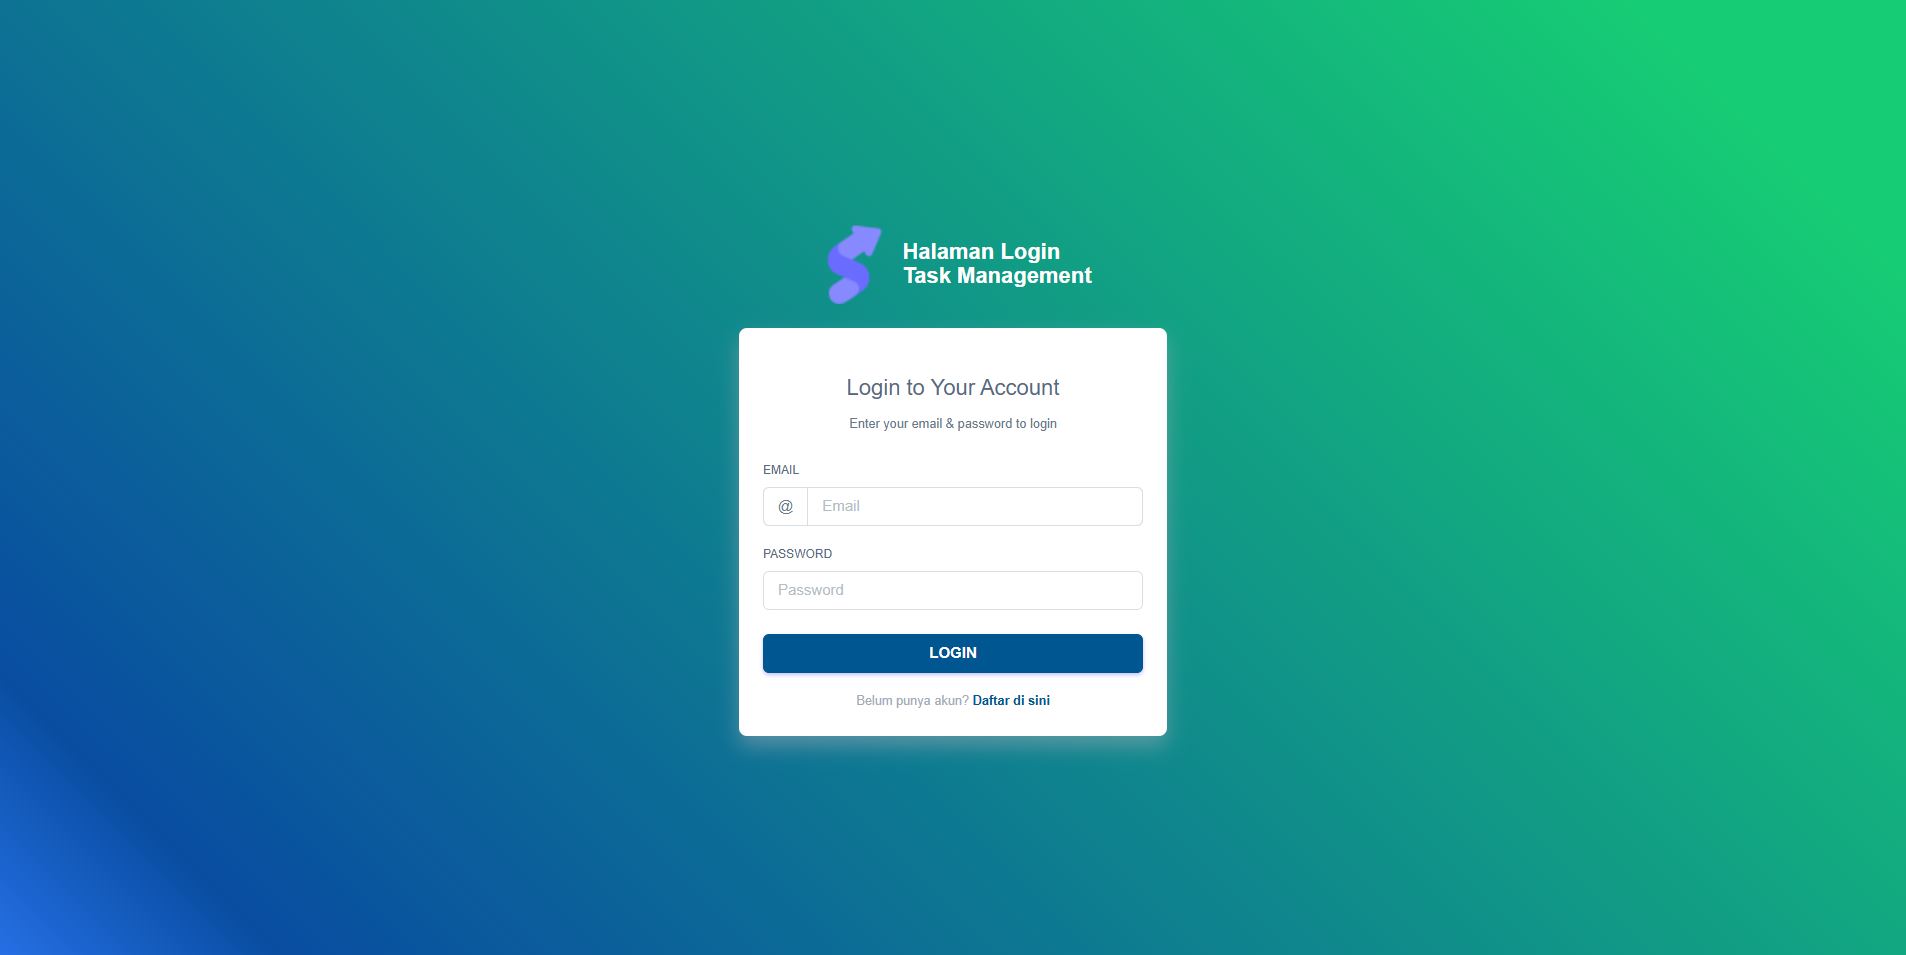 Halaman Login
Task Management
Login to Your Account
Enter your email & password to login
EMAIL
@ Email
PASSWORD
Password
LOGIN
Belum punya akun? Daftar di sini